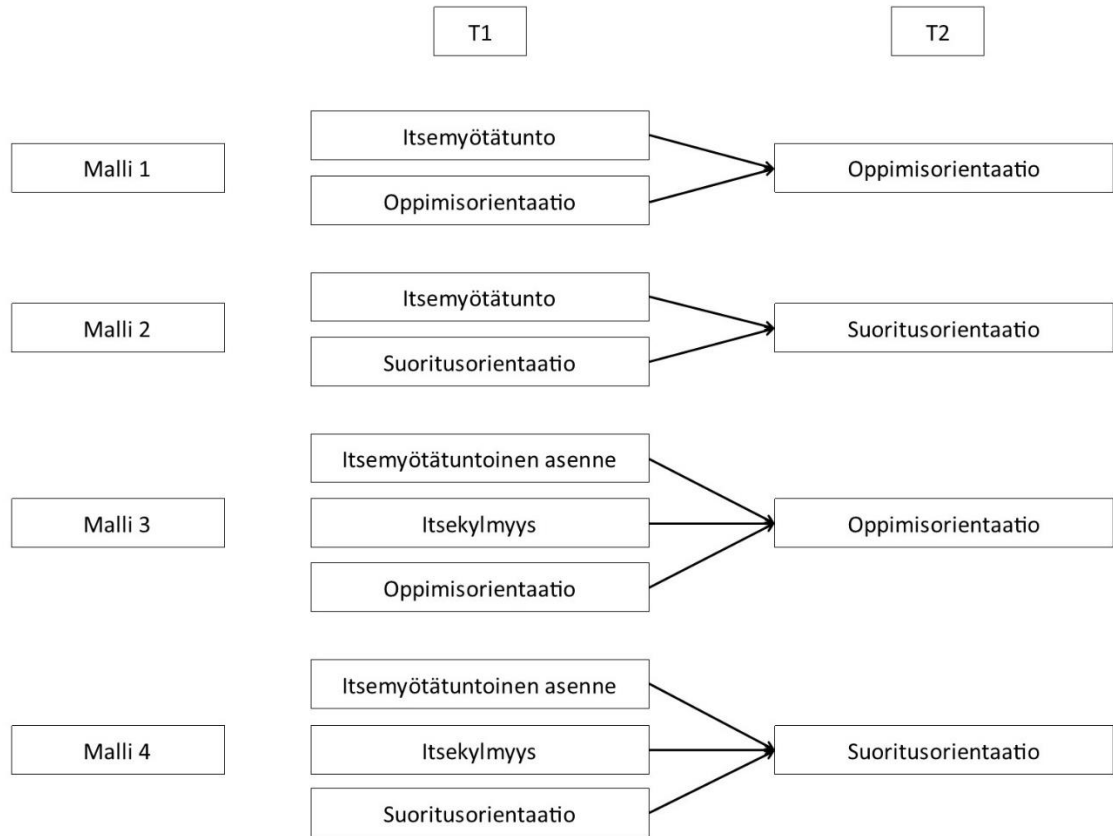 T1
T2
Malli 1
Itsemyötätunto
Oppimisorientaatio
Oppimisorientaatio
Malli 2
Itsemyötätunto
Suoritusorientaatio
Suoritusorientaatio
Malli 3
Itsemyötätuntoinen asenne
Itsekylmyys
Oppimisorientaatio
Oppimisorientaatio
Malli 4
Itsemyötätuntoinen asenne
Itsekylmyys
Suoritusorientaatio
Suoritusorientaatio